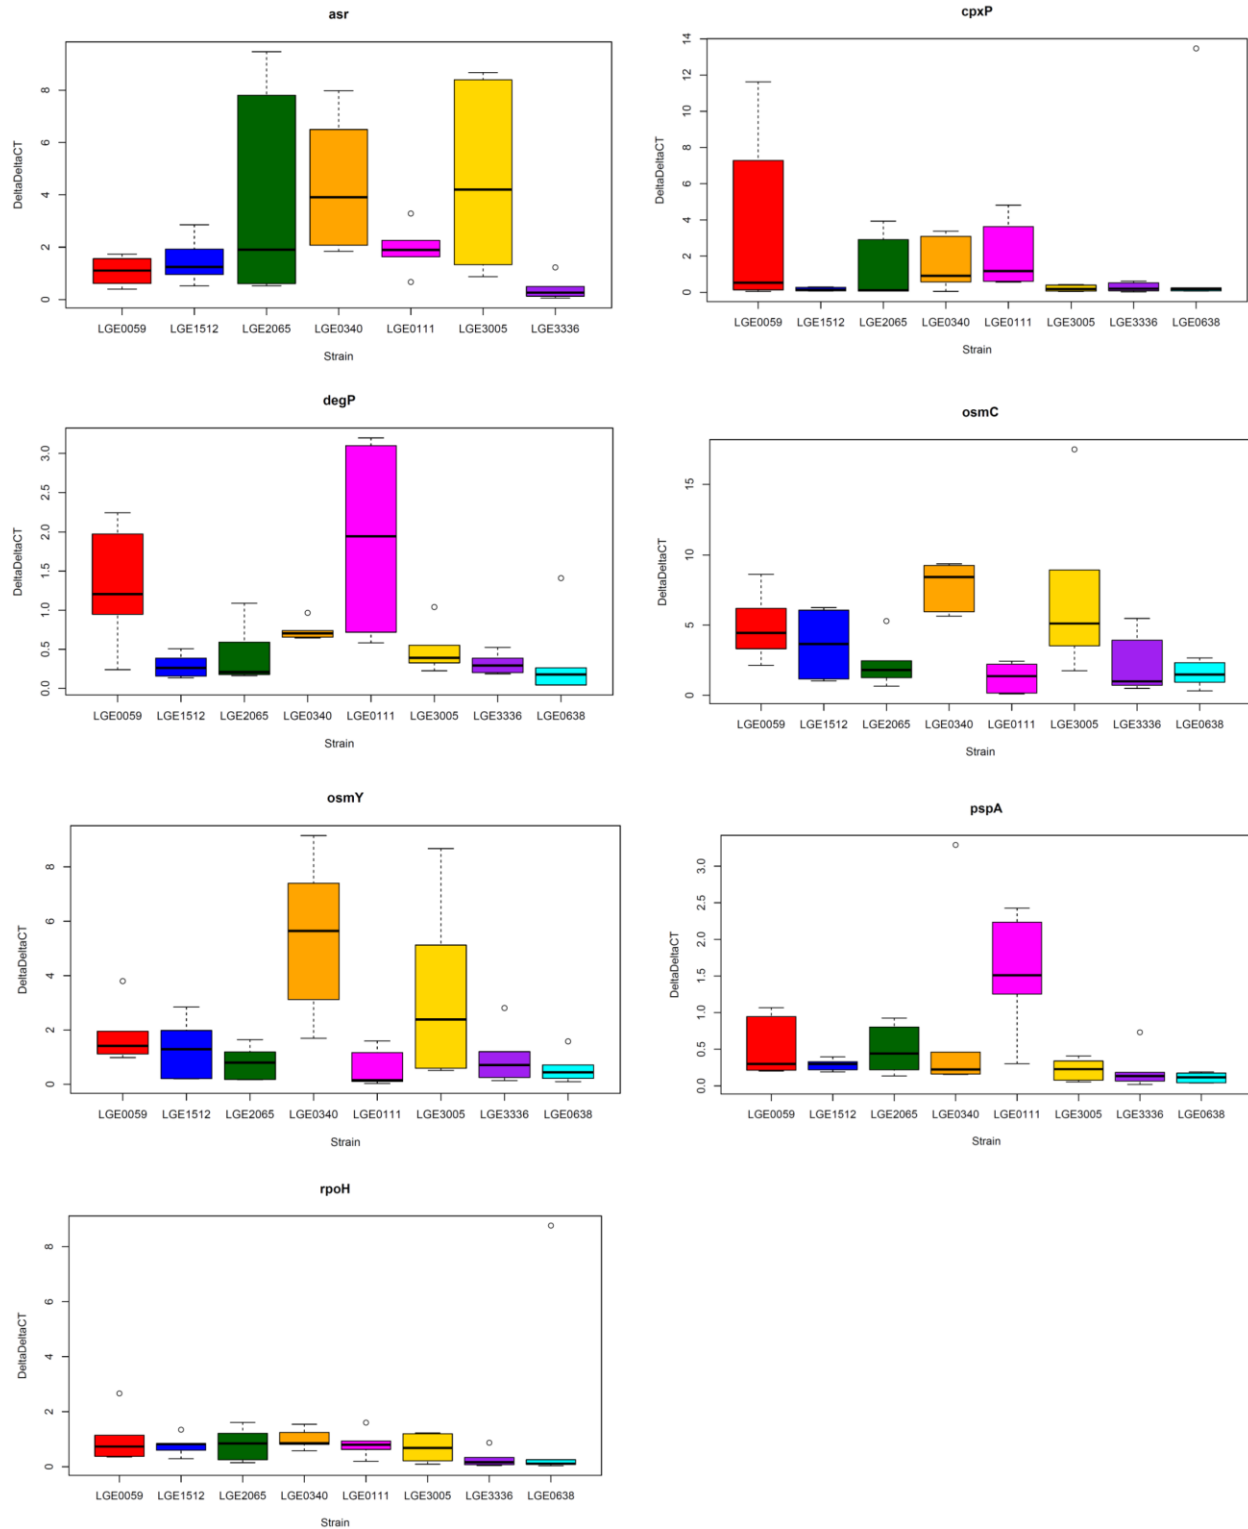 asr
DeltaDeltaCT
8
6
4
2
0
LGE0059 LGE1512 LGE2065 LGE0340 LGE0111 LGE3005 LGE3336
Strain
cpxP
DeltaDeltaCT
14
12
10
8
6
4
2
0
LGE0059 LGE1512 LGE2065 LGE0340 LGE0111 LGE3005 LGE3336 LGE0638
Strain
degP
DeltaDeltaCT
3.0
2.5
2.0
1.5
1.0
0.5
0.0
LGE0059 LGE1512 LGE2065 LGE0340 LGE0111 LGE3005 LGE3336 LGE0638
Strain
osmC
DeltaDeltaCT
15
10
5
0
LGE0059 LGE1512 LGE2065 LGE0340 LGE0111 LGE3005 LGE3336 LGE0638
Strain
osmY
DeltaDeltaCT
8
6
4
2
0
LGE0059 LGE1512 LGE2065 LGE0340 LGE0111 LGE3005 LGE3336 LGE0638
Strain
pspA
DeltaDeltaCT
3.0
2.5
2.0
1.5
1.0
0.5
0.0
LGE0059 LGE1512 LGE2065 LGE0340 LGE0111 LGE3005 LGE3336 LGE0638
Strain
rpoH
DeltaDeltaCT
8
6
4
2
0
LGE0059 LGE1512 LGE2065 LGE0340 LGE0111 LGE3005 LGE3336 LGE0638
Strain